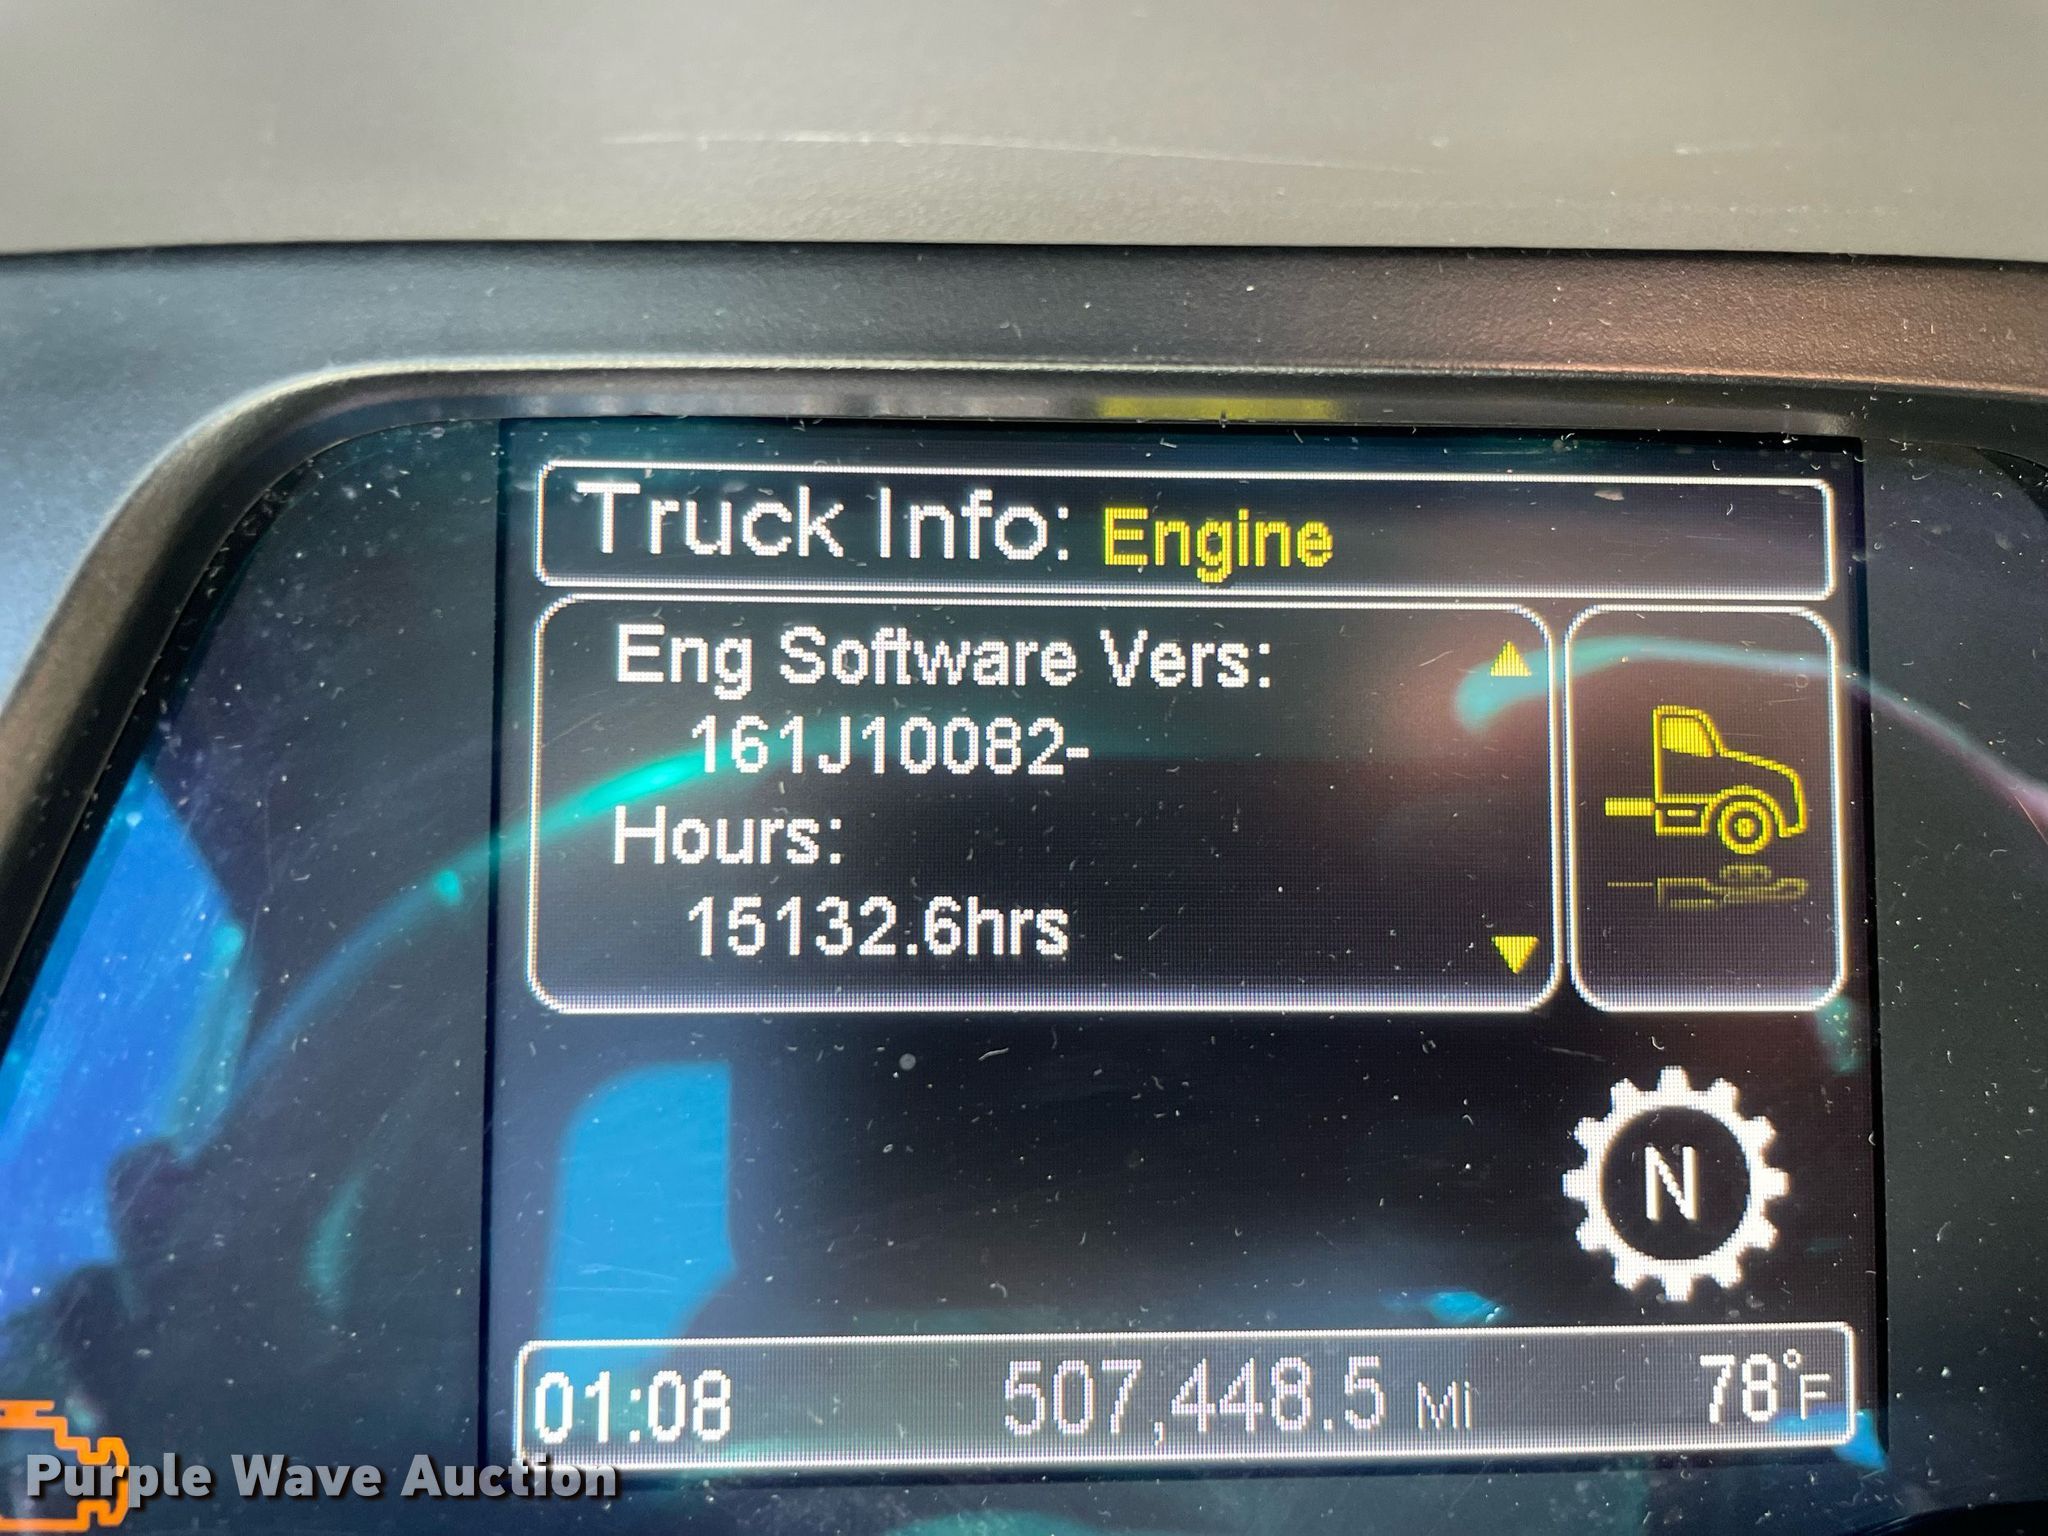 Truck Info: Engine
Eng Software Vers:
161J10082-
Hours:
15132.6hrs
N
01:08 507,448.5 Mi 78°F
Purple Wave Auction